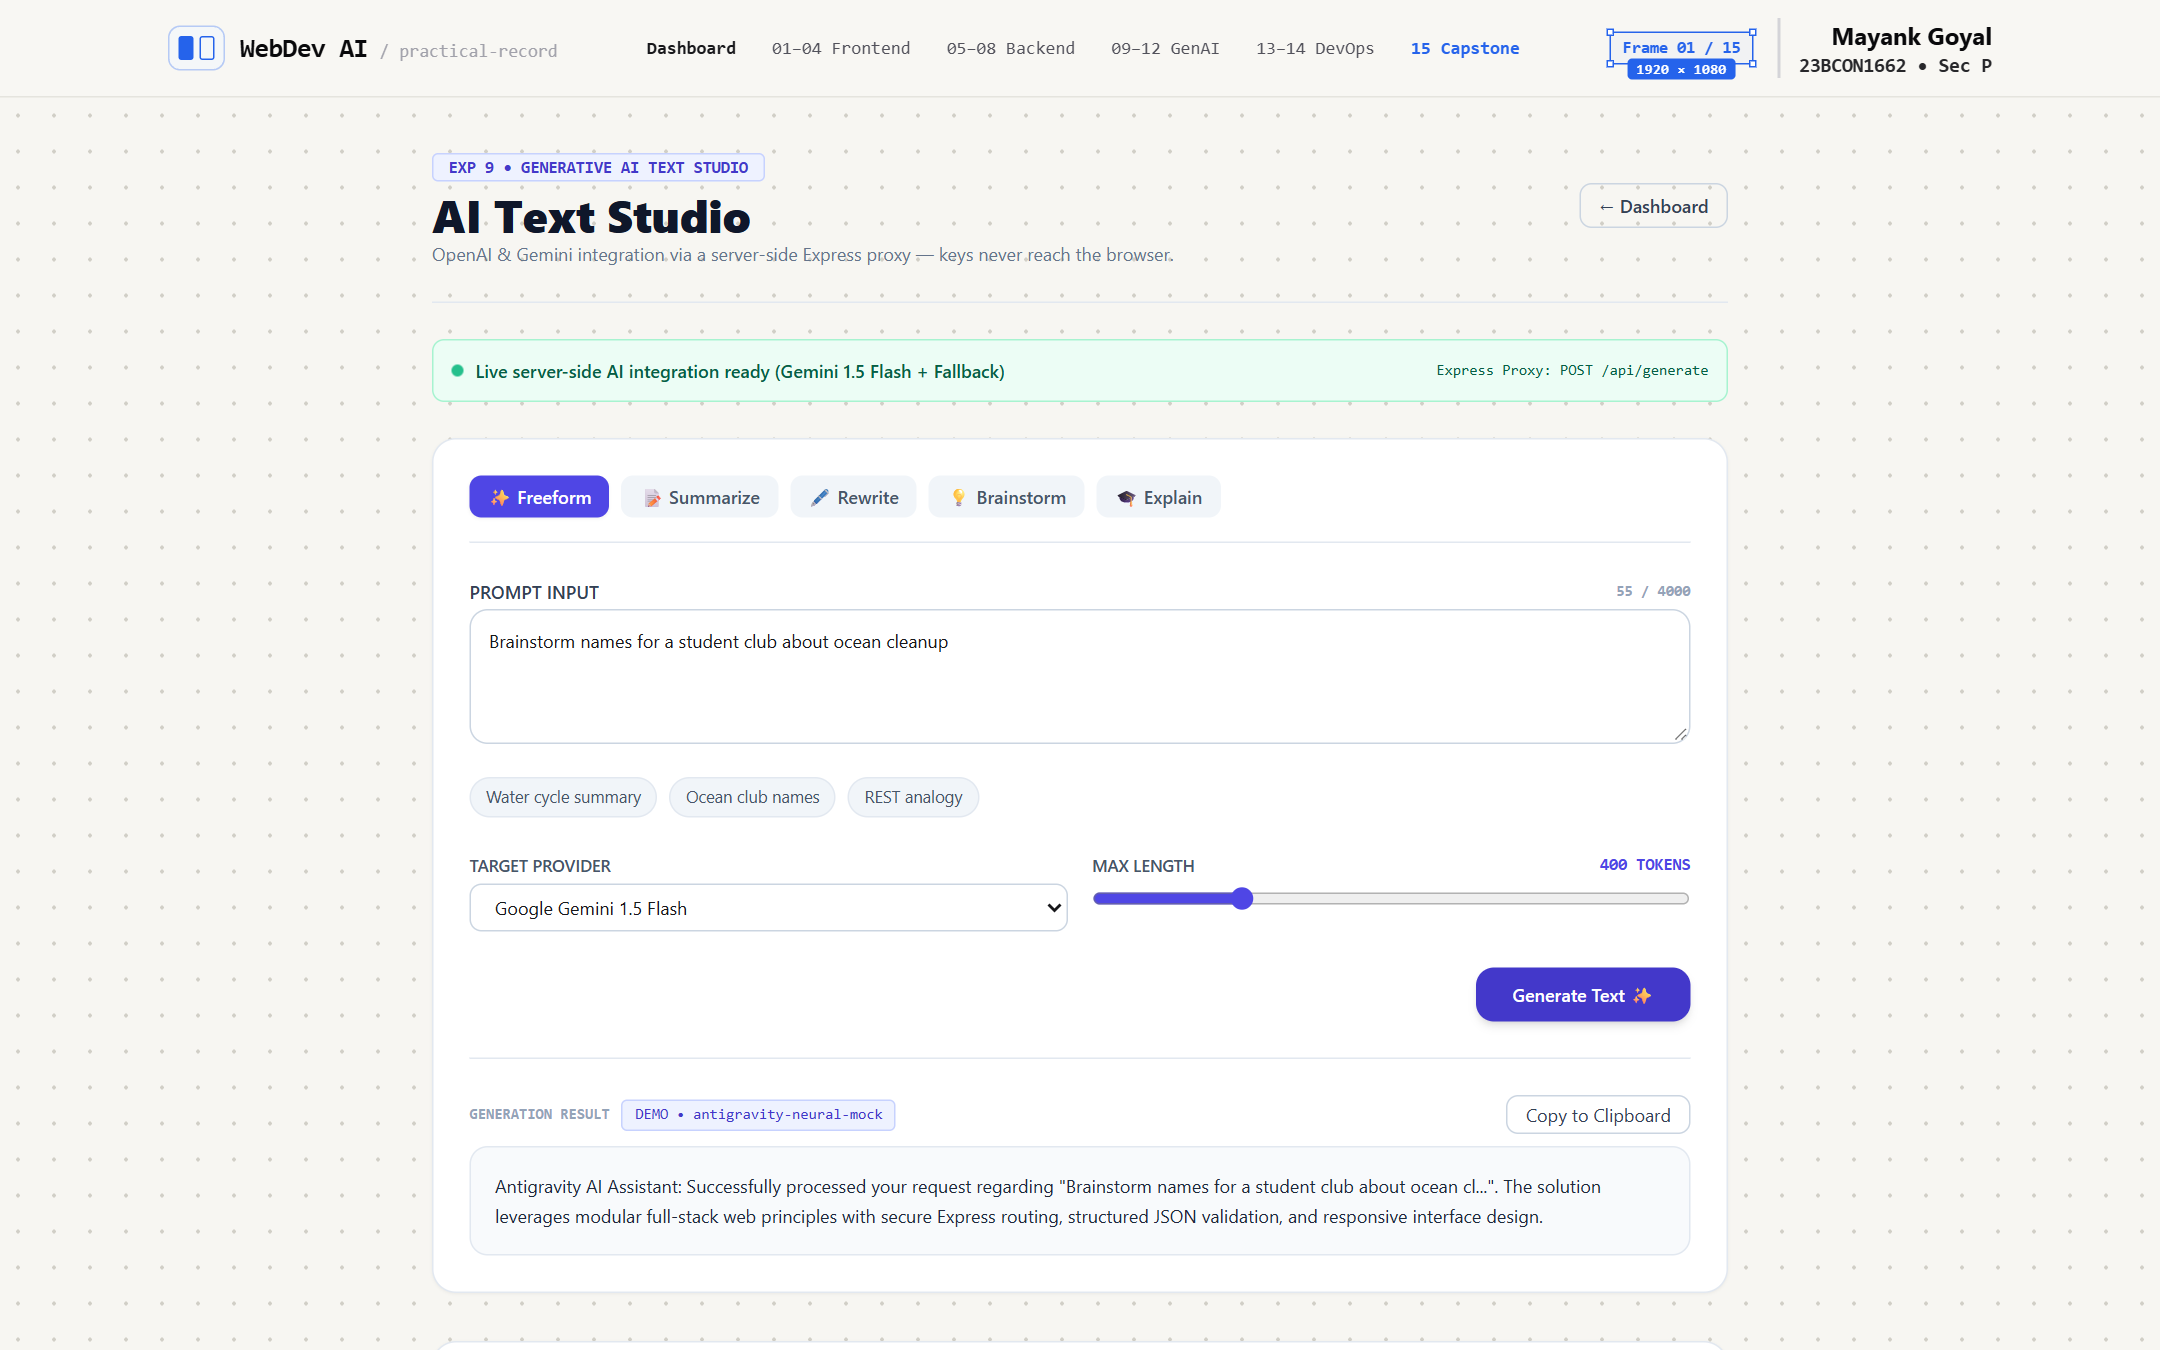 WebDev AI / practical-record
Dashboard
01–04 Frontend
05–08 Backend
09–12 GenAI
13–14 DevOps
15 Capstone
Frame 01 / 15
1920 × 1080
Mayank Goyal
23BCON1662 • Sec P
EXP 9 • GENERATIVE AI TEXT STUDIO
AI Text Studio
OpenAI & Gemini integration via a server-side Express proxy — keys never reach the browser.
← Dashboard
Live server-side AI integration ready (Gemini 1.5 Flash + Fallback)
Express Proxy: POST /api/generate
✨ Freeform
📝 Summarize
🖊️ Rewrite
💡 Brainstorm
🎓 Explain
PROMPT INPUT
55 / 4000
Brainstorm names for a student club about ocean cleanup
Water cycle summary
Ocean club names
REST analogy
TARGET PROVIDER
Google Gemini 1.5 Flash
MAX LENGTH
400 TOKENS
Generate Text ✨
GENERATION RESULT
DEMO • antigravity-neural-mock
Copy to Clipboard
Antigravity AI Assistant: Successfully processed your request regarding "Brainstorm names for a student club about ocean cl...". The solution
leverages modular full-stack web principles with secure Express routing, structured JSON validation, and responsive interface design.